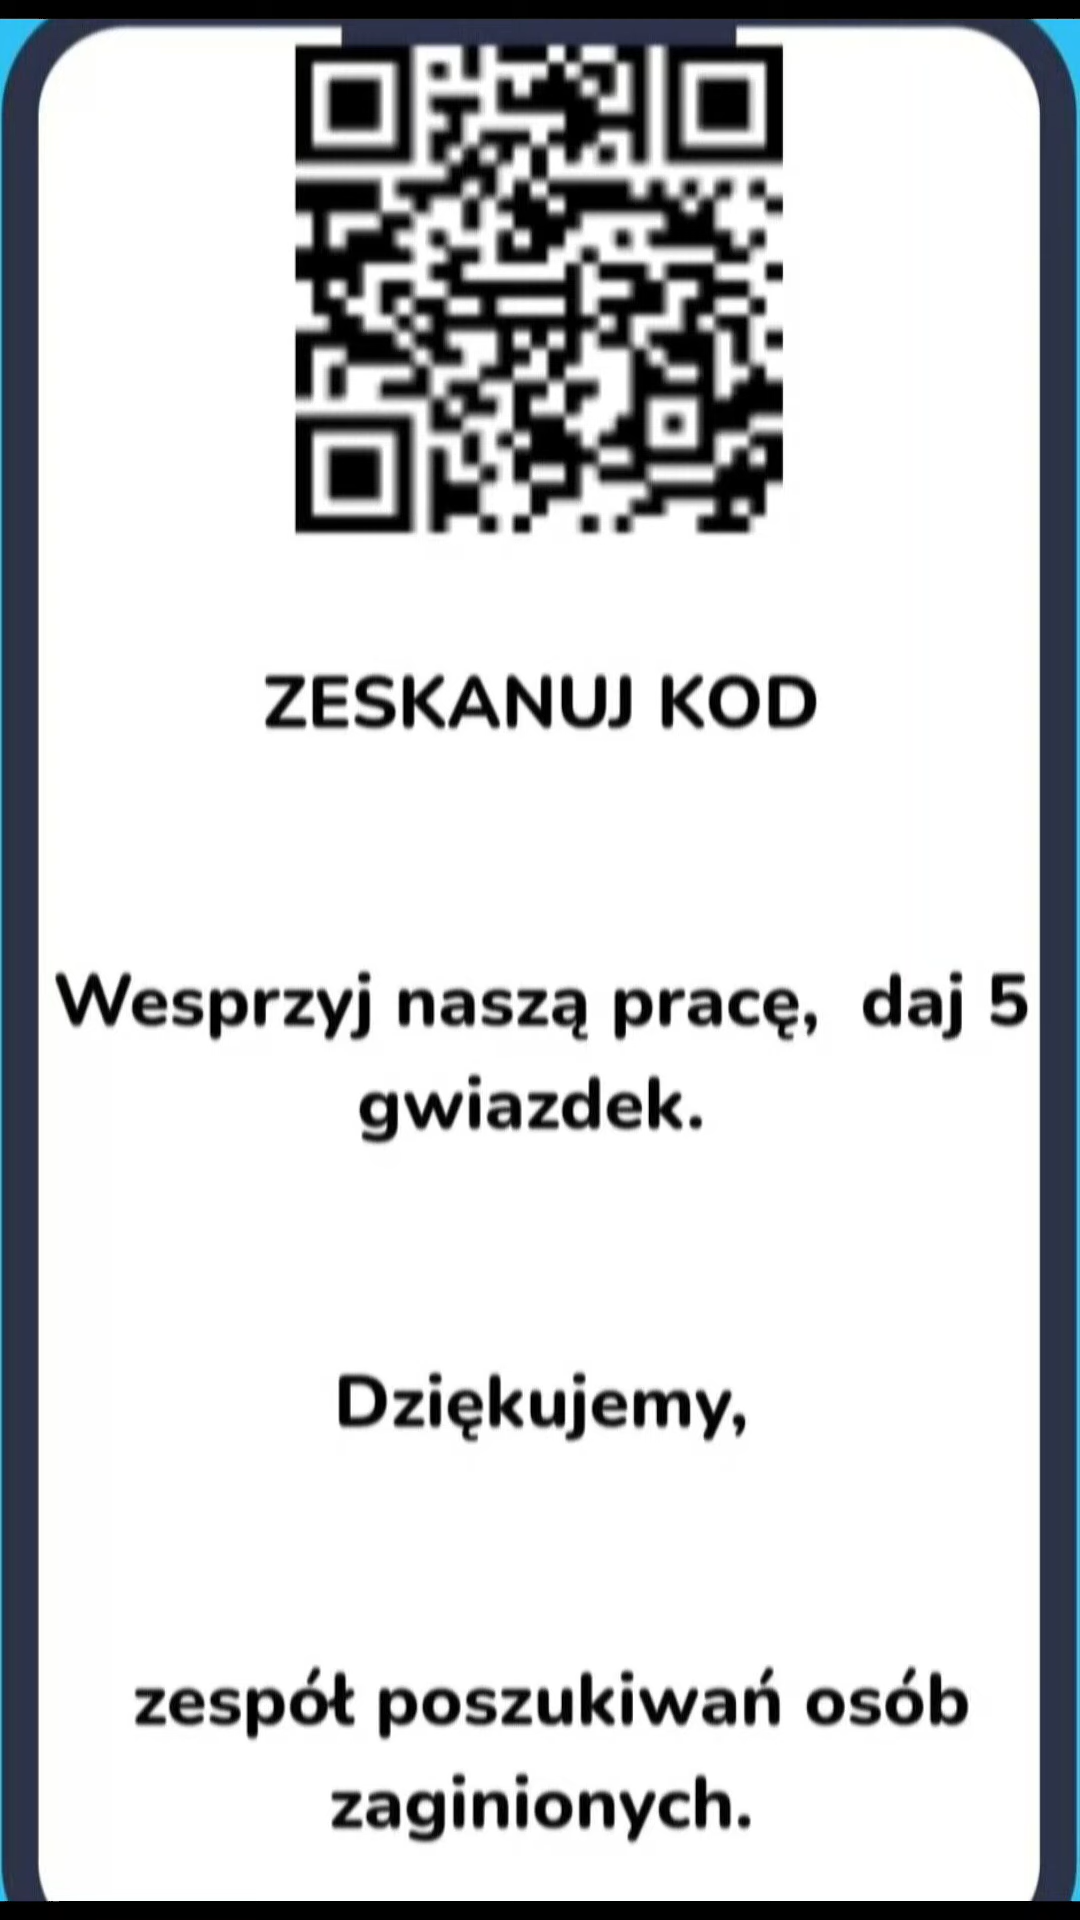 ZESKANUJ KOD
Wesprzyj naszą pracę, daj 5
gwiazdek.
Dziękujemy,
zespół poszukiwań osób
zaginionych.